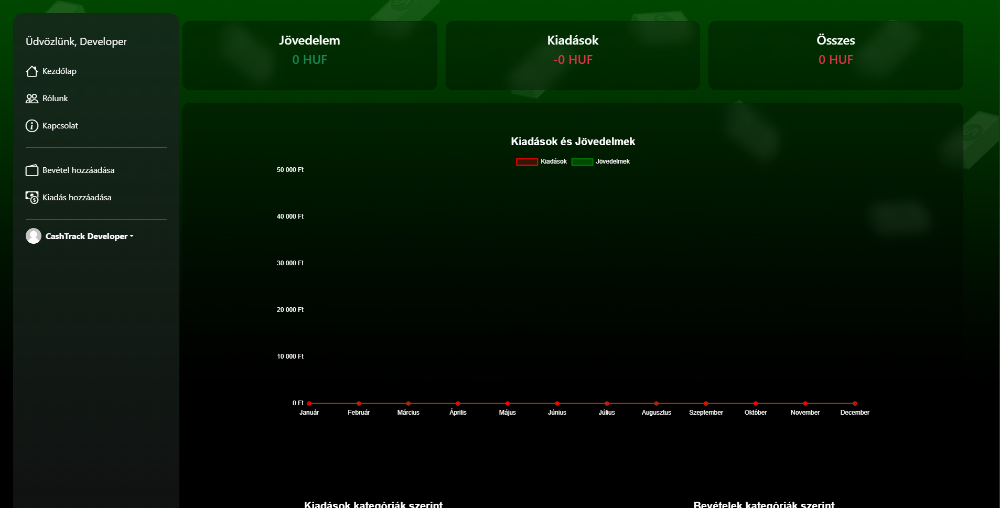 Üdvözlünk, Developer
Kezdőlap
Rólunk
Kapcsolat
Bevétel hozzáadása
Kiadás hozzáadása
CashTrack Developer
Jövedelem
0 HUF
Kiadások
-0 HUF
Összes
0 HUF
Kiadások és Jövedelmek
Kiadások Jövedelmek
50 000 Ft
40 000 Ft
30 000 Ft
20 000 Ft
10 000 Ft
0 Ft
Január Február Március Április Május Június Július Augusztus Szeptember Október November December
Kiadások kategóriák szerint
Bevételek kategóriák szerint